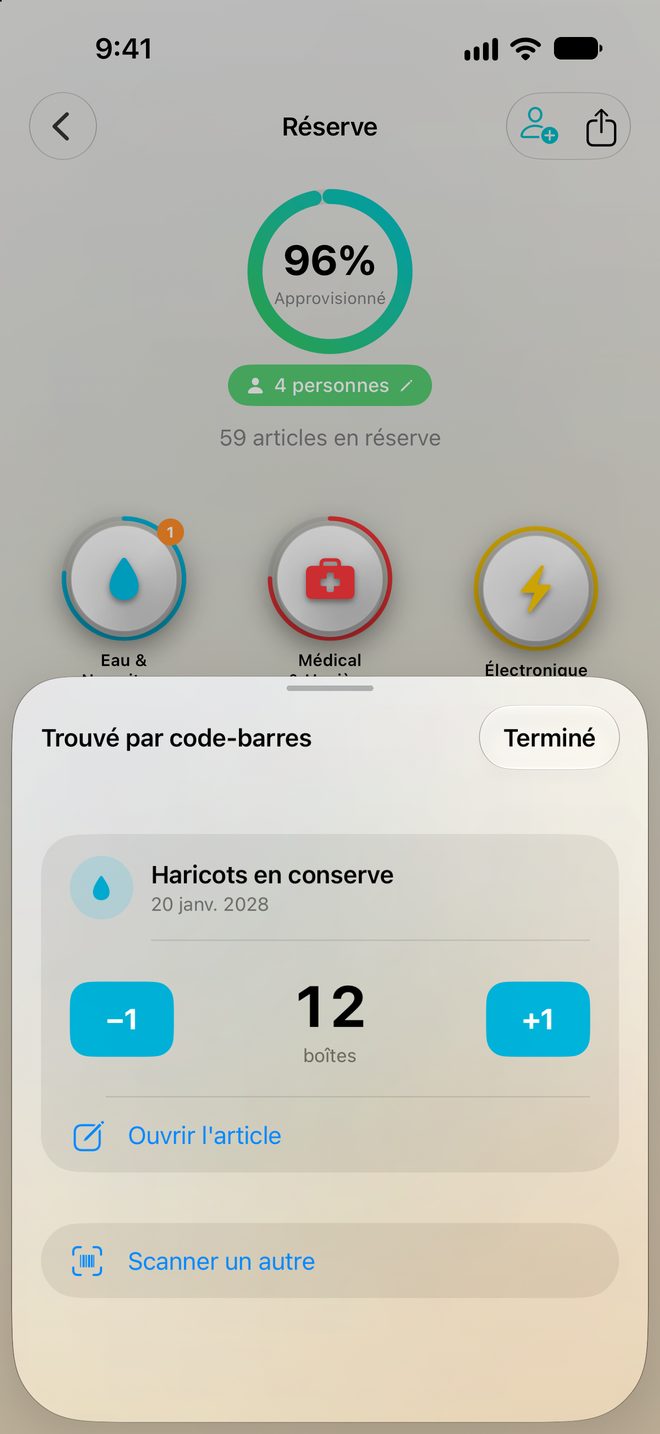 9:41
Réserve
96%
Approvisionné
4 personnes
59 articles en réserve
1
Eau &
Médical
Électronique
Trouvé par code-barres
Terminé
Haricots en conserve
20 janv. 2028
–1
12
+1
boîtes
Ouvrir l'article
Scanner un autre